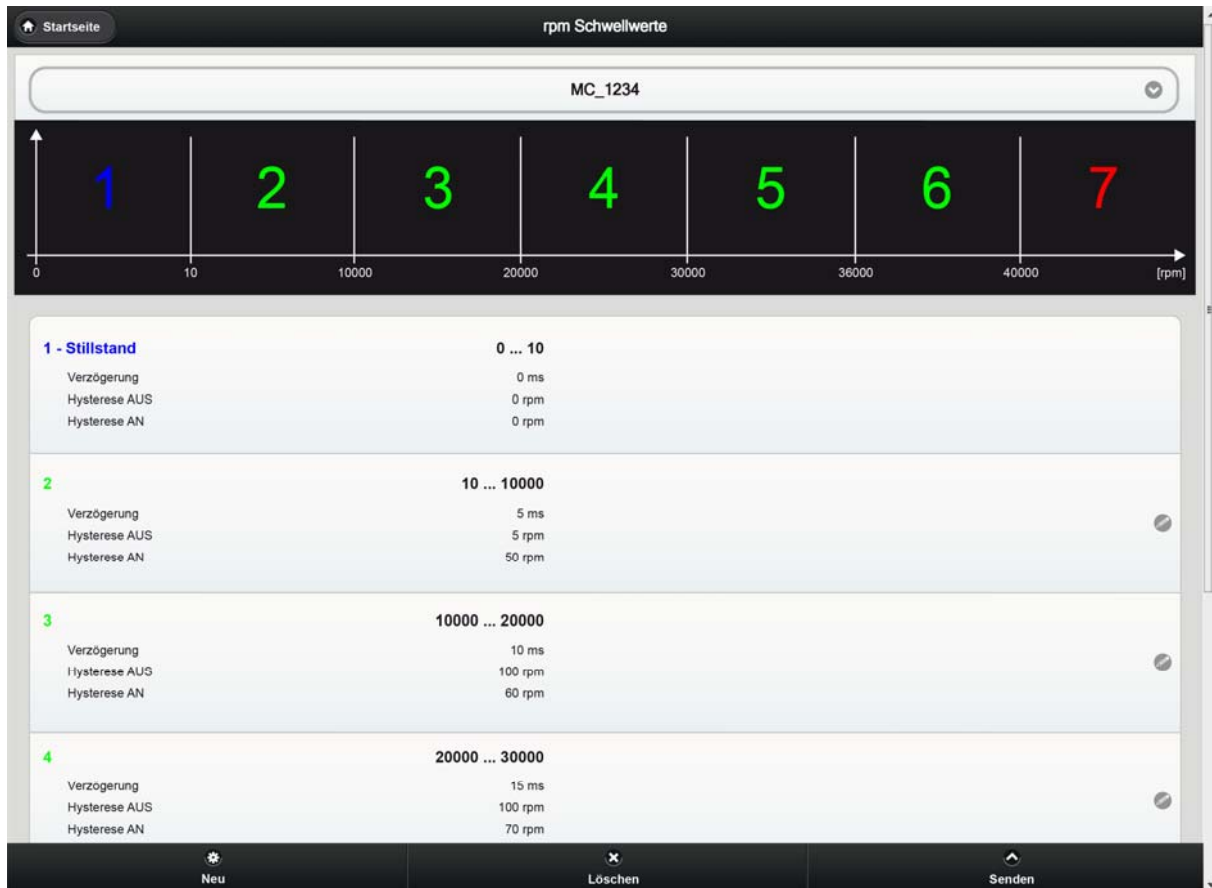 Startseite
rpm Schwellwerte
MC_1234
1 2 3 4 5 6 7
0 10 10000 20000 30000 36000 40000 [rpm]
1 - Stillstand 0 ... 10
Verzögerung 0 ms
Hysterese AUS 0 rpm
Hysterese AN 0 rpm
2 10 ... 10000
Verzögerung 5 ms
Hysterese AUS 5 rpm
Hysterese AN 50 rpm
3 10000 ... 20000
Verzögerung 10 ms
Hysterese AUS 100 rpm
Hysterese AN 60 rpm
4 20000 ... 30000
Verzögerung 15 ms
Hysterese AUS 100 rpm
Hysterese AN 70 rpm
Neu Löschen Senden